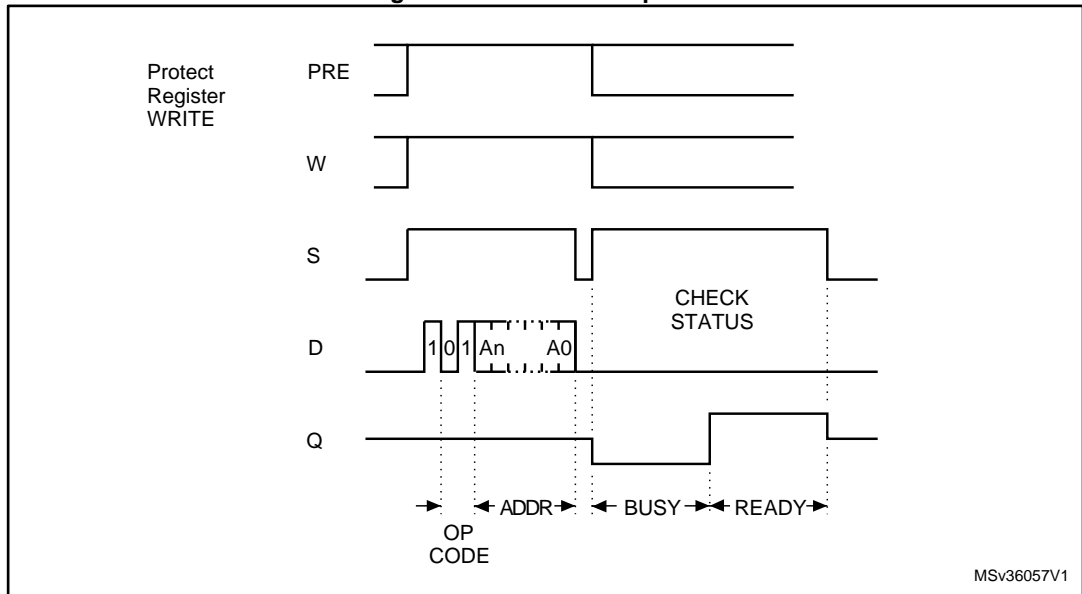 Protect
Register
WRITE
PRE
W
S
CHECK
STATUS
D
1 0 1 An A0
Q
ADDR BUSY READY
OP
CODE
MSv36057V1